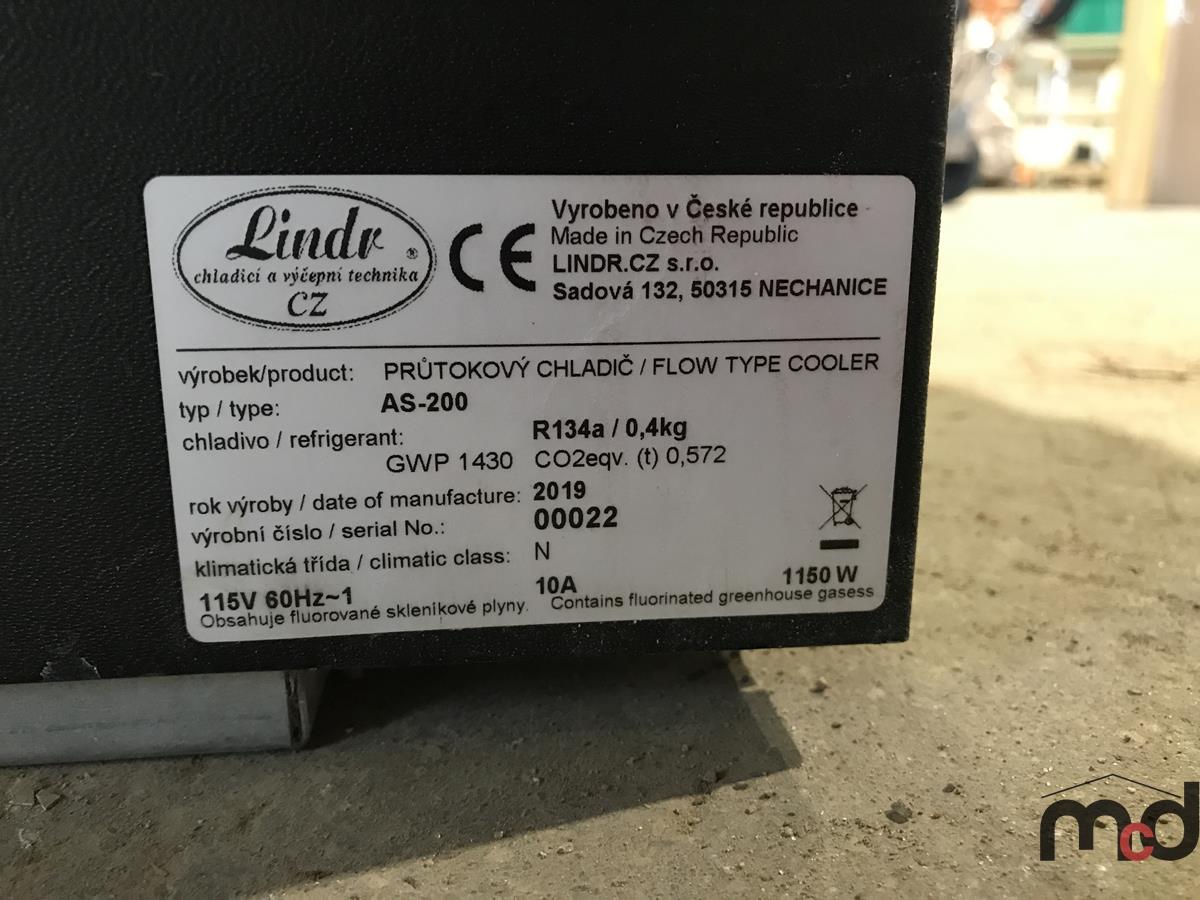 Lindr ®
chladicí a výčepní technika
CZ
CE
Vyrobeno v České republice
Made in Czech Republic
LINDR.CZ s.r.o.
Sadová 132, 50315 NECHANICE
výrobek/product: PRŮTOKOVÝ CHLADIČ / FLOW TYPE COOLER
typ / type: AS-200
chladivo / refrigerant: R134a / 0,4kg
GWP 1430 CO2eqv. (t) 0,572
rok výroby / date of manufacture: 2019
výrobní číslo / serial No.: 00022
klimatická třída / climatic class: N
115V 60Hz~1 10A 1150 W
Obsahuje fluorované skleníkové plyny. Contains fluorinated greenhouse gasess
mcd